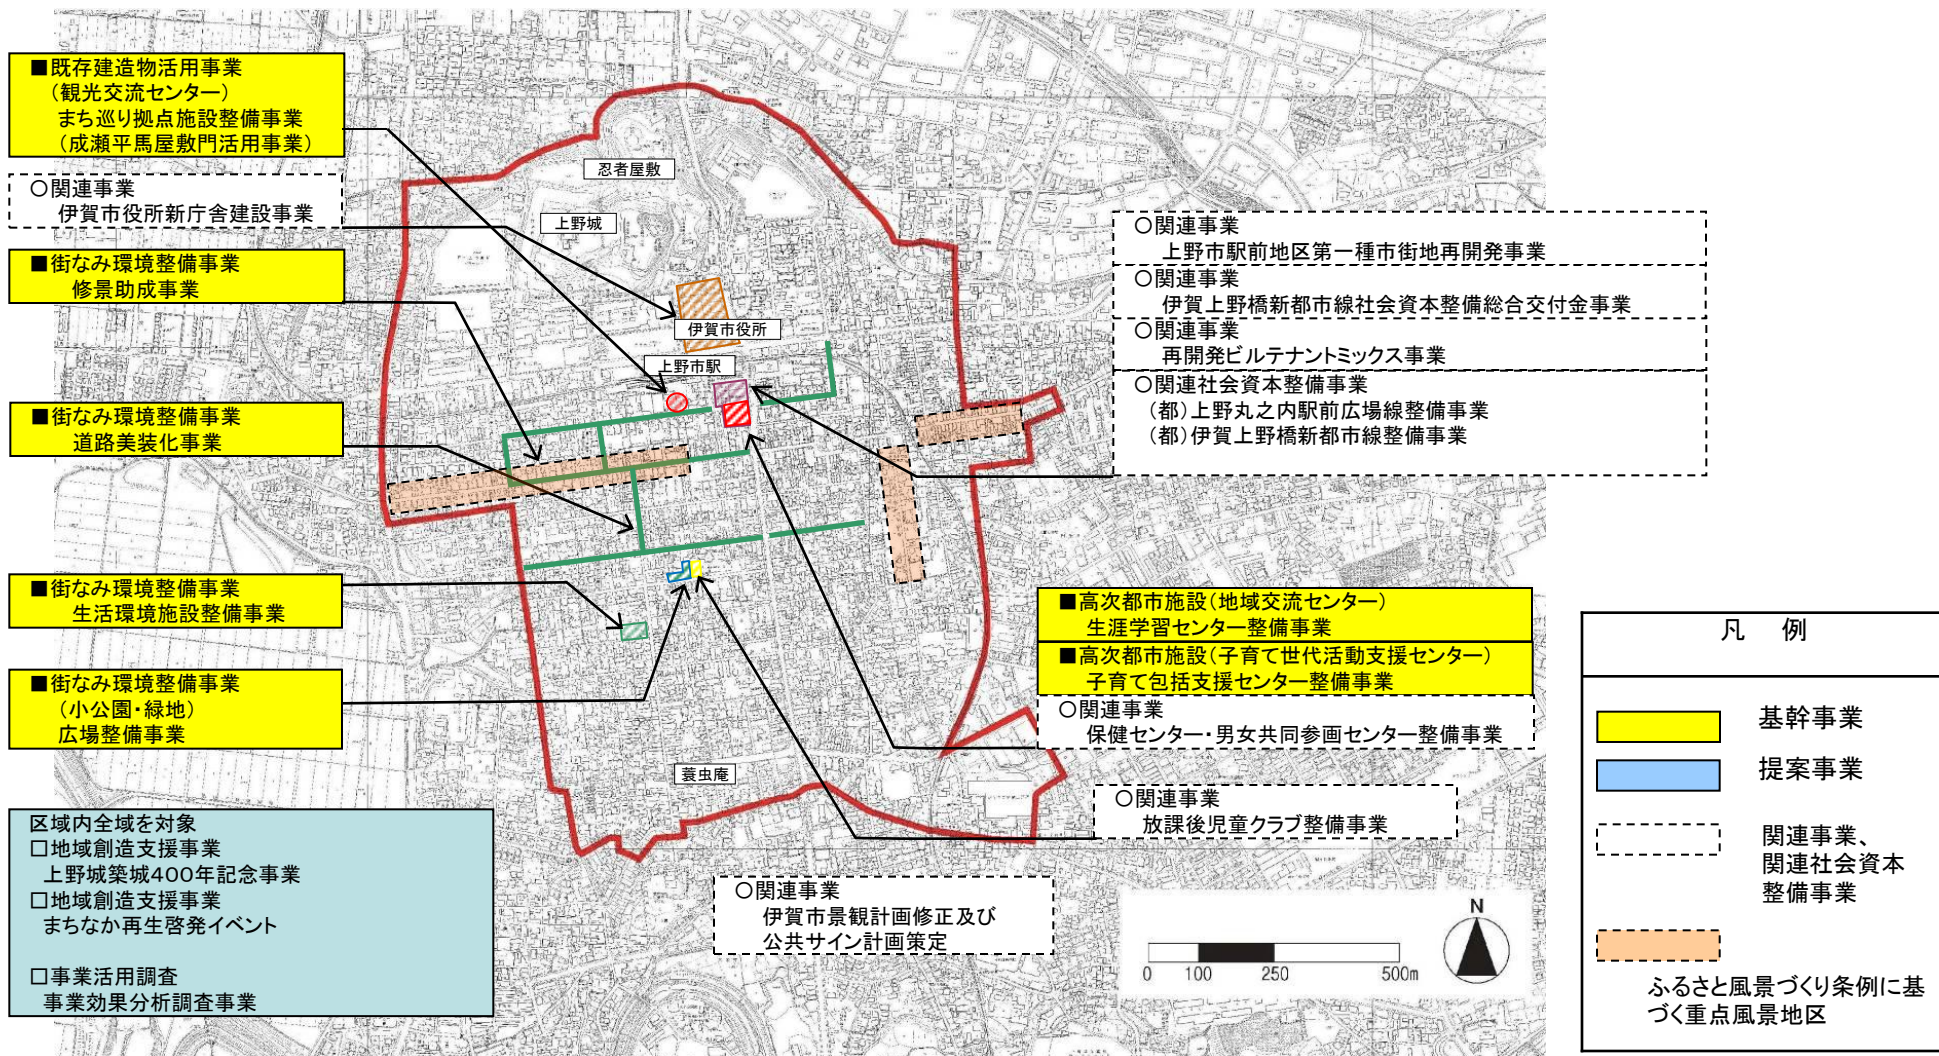 ■既存建造物活用事業
（観光交流センター）
まち巡り拠点施設整備事業
（成瀬平馬屋敷門活用事業）
○関連事業
伊賀市役所新庁舎建設事業
■街なみ環境整備事業
修景助成事業
■街なみ環境整備事業
道路美装化事業
■街なみ環境整備事業
生活環境施設整備事業
■街なみ環境整備事業
（小公園・緑地）
広場整備事業
区域内全域を対象
□地域創造支援事業
上野城築城400年記念事業
□地域創造支援事業
まちなか再生啓発イベント
□事業活用調査
事業効果分析調査事業
忍者屋敷
上野城
伊賀市役所
上野市駅
蓑虫庵
○関連事業
上野市駅前地区第一種市街地再開発事業
○関連事業
伊賀上野橋新都市線社会資本整備総合交付金事業
○関連事業
再開発ビルテナントミックス事業
○関連社会資本整備事業
（都）上野丸之内駅前広場線整備事業
（都）伊賀上野橋新都市線整備事業
■高次都市施設（地域交流センター）
生涯学習センター整備事業
■高次都市施設（子育て世代活動支援センター）
子育て包括支援センター整備事業
○関連事業
保健センター・男女共同参画センター整備事業
○関連事業
放課後児童クラブ整備事業
○関連事業
伊賀市景観計画修正及び
公共サイン計画策定
N
0 100 250 500m
凡 例
基幹事業
提案事業
関連事業、
関連社会資本
整備事業
ふるさと風景づくり条例に基
づく重点風景地区